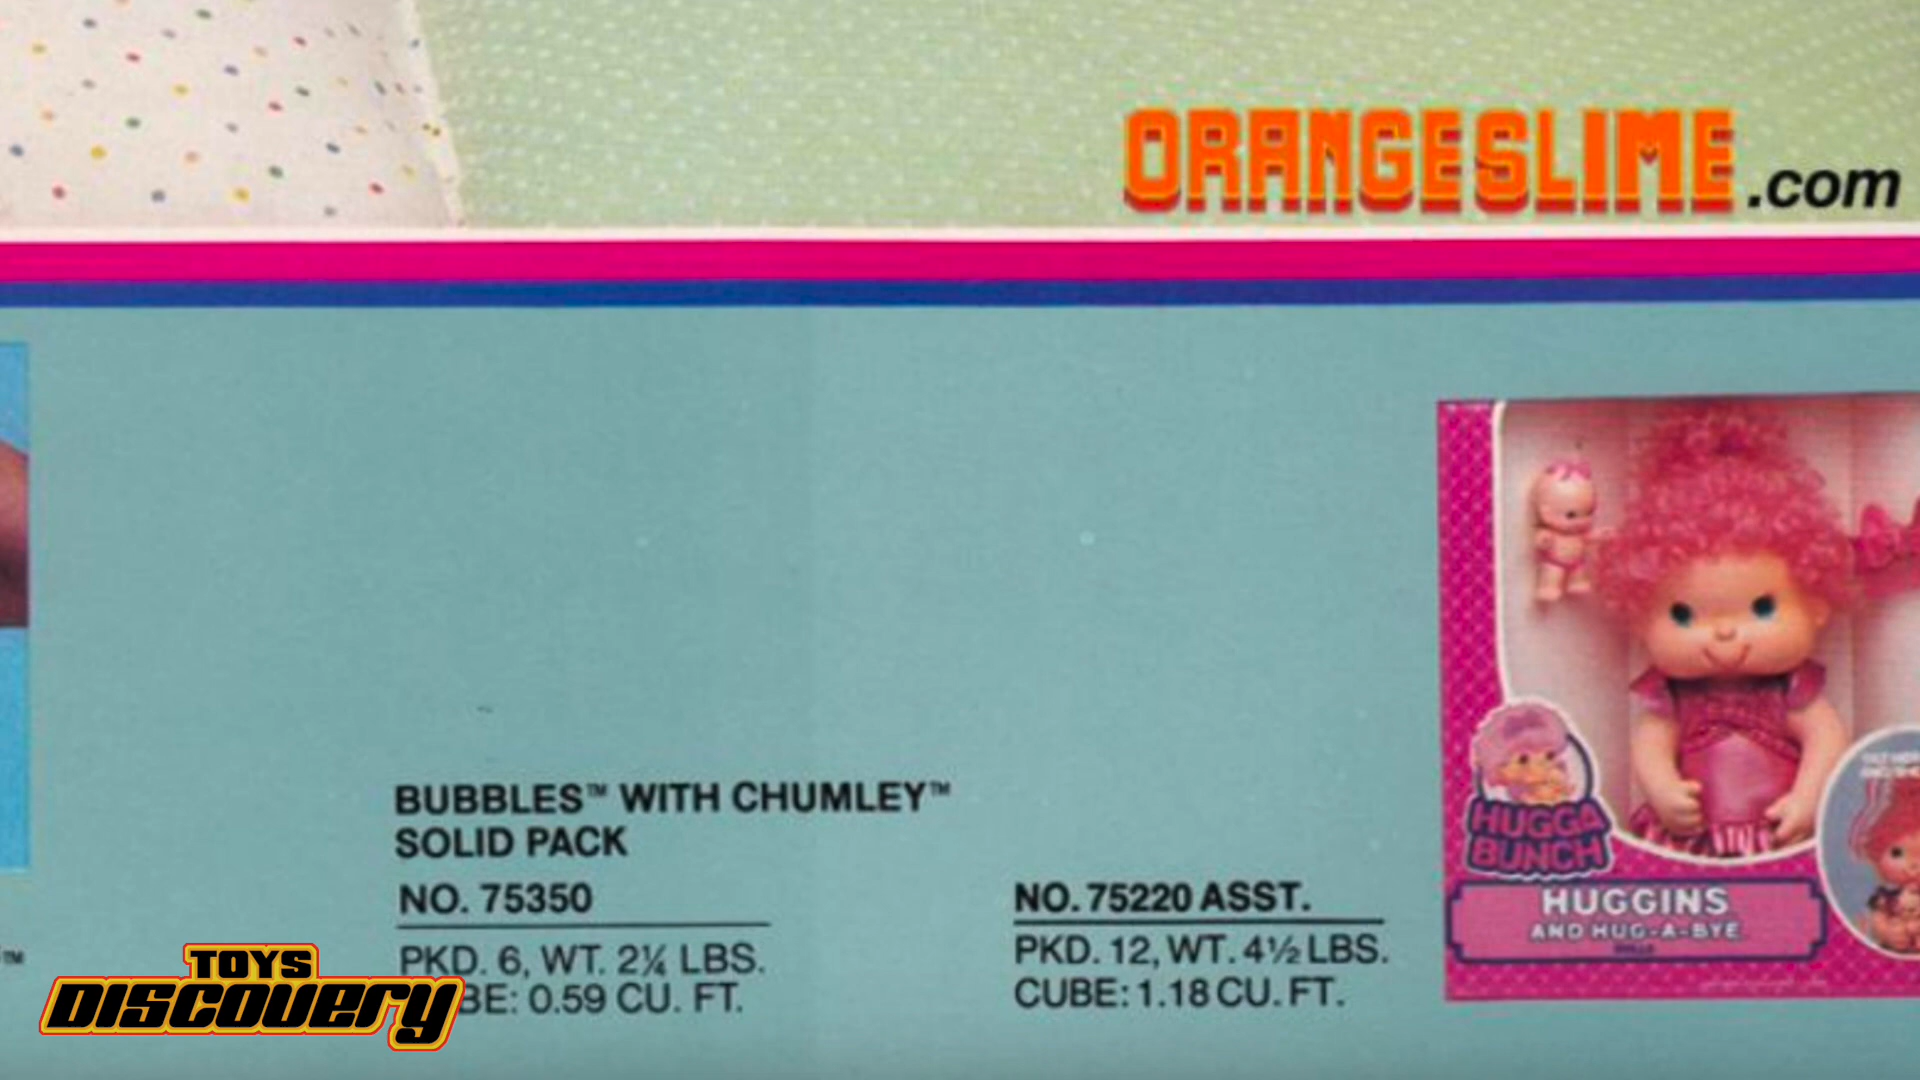 ORANGESLIME.com
BUBBLES™ WITH CHUMLEY™
SOLID PACK
NO. 75350
PKD. 6, WT. 2¼ LBS.
BE: 0.59 CU. FT.
NO. 75220 ASST.
PKD. 12, WT. 4½ LBS.
CUBE: 1.18 CU. FT.
HUGGA
BUNCH
HUGGINS
AND HUG-A-BYE
™
TOYS
DISCOVERY